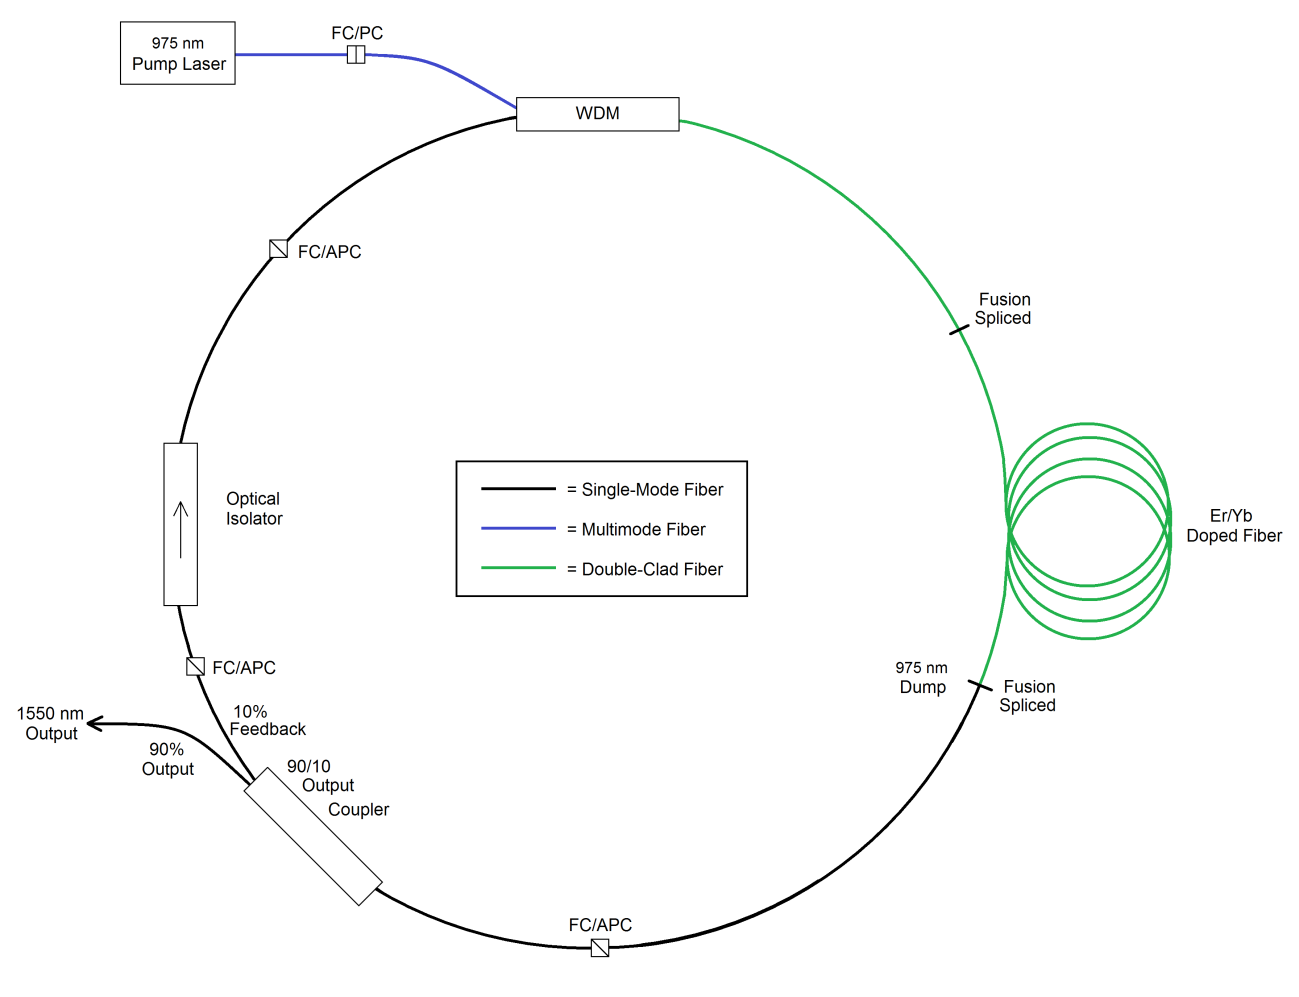 FC/PC
975 nm
Pump Laser
WDM
FC/APC
Fusion
Spliced
Optical
Isolator
= Single-Mode Fiber
= Multimode Fiber
= Double-Clad Fiber
Er/Yb
Doped Fiber
FC/APC
975 nm
Dump
Fusion
Spliced
1550 nm
Output
10%
Feedback
90%
Output
90/10
Output
Coupler
FC/APC